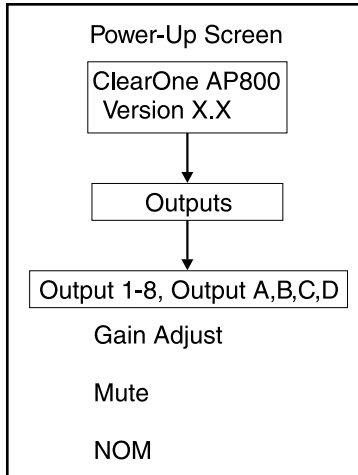 Power-Up Screen
ClearOne AP800
Version X.X
Outputs
Output 1-8, Output A,B,C,D
Gain Adjust
Mute
NOM